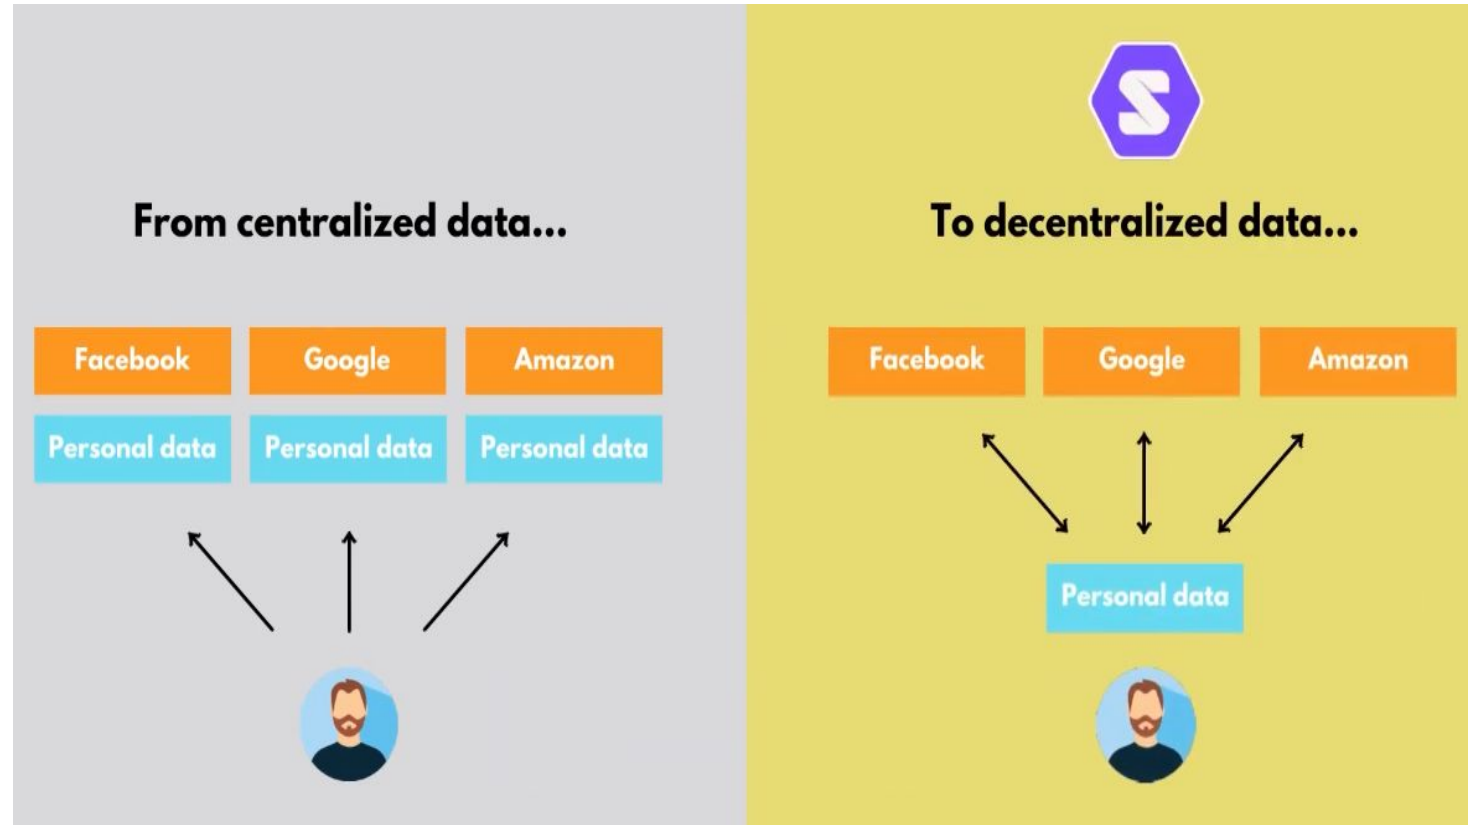 From centralized data...
Facebook
Google
Amazon
Personal data
Personal data
Personal data
S
To decentralized data...
Facebook
Google
Amazon
Personal data